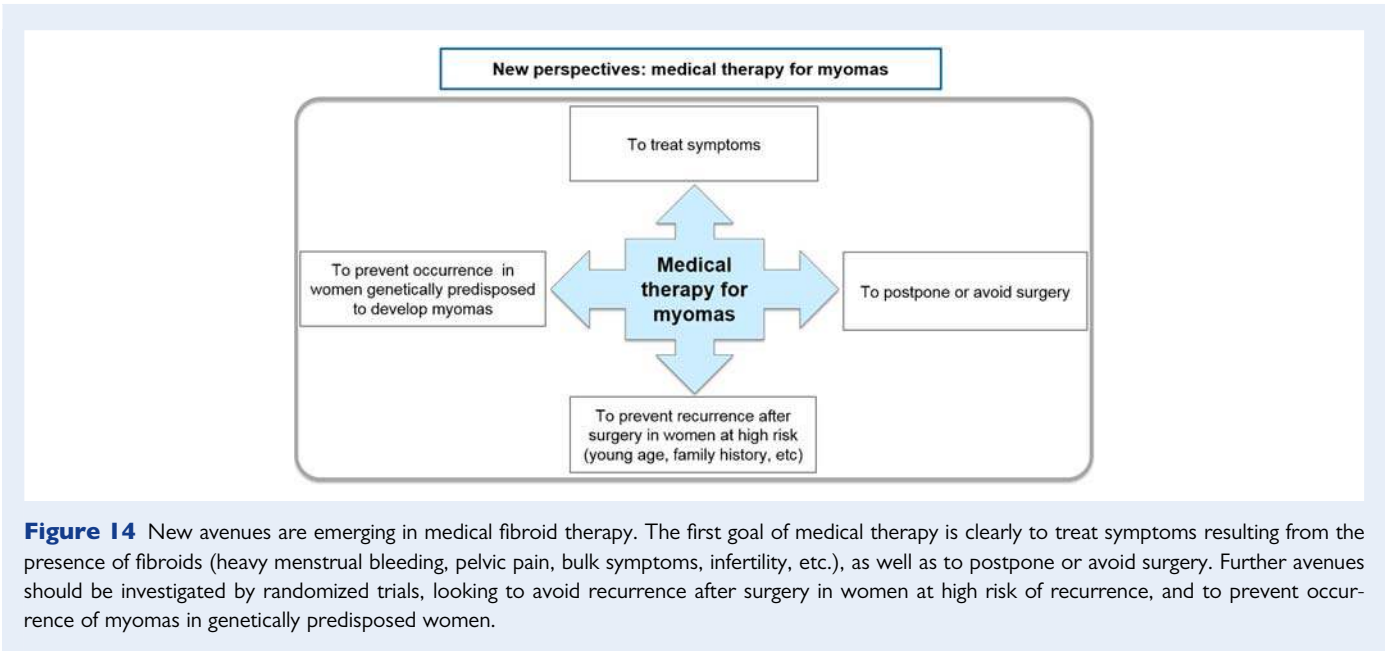 New perspectives: medical therapy for myomas
To treat symptoms
To prevent occurrence in
women genetically predisposed
to develop myomas
Medical
therapy for
myomas
To postpone or avoid surgery
To prevent recurrence after
surgery in women at high risk
(young age, family history, etc)
Figure 14 New avenues are emerging in medical fibroid therapy. The first goal of medical therapy is clearly to treat symptoms resulting from the
presence of fibroids (heavy menstrual bleeding, pelvic pain, bulk symptoms, infertility, etc.), as well as to postpone or avoid surgery. Further avenues
should be investigated by randomized trials, looking to avoid recurrence after surgery in women at high risk of recurrence, and to prevent occur-
rence of myomas in genetically predisposed women.